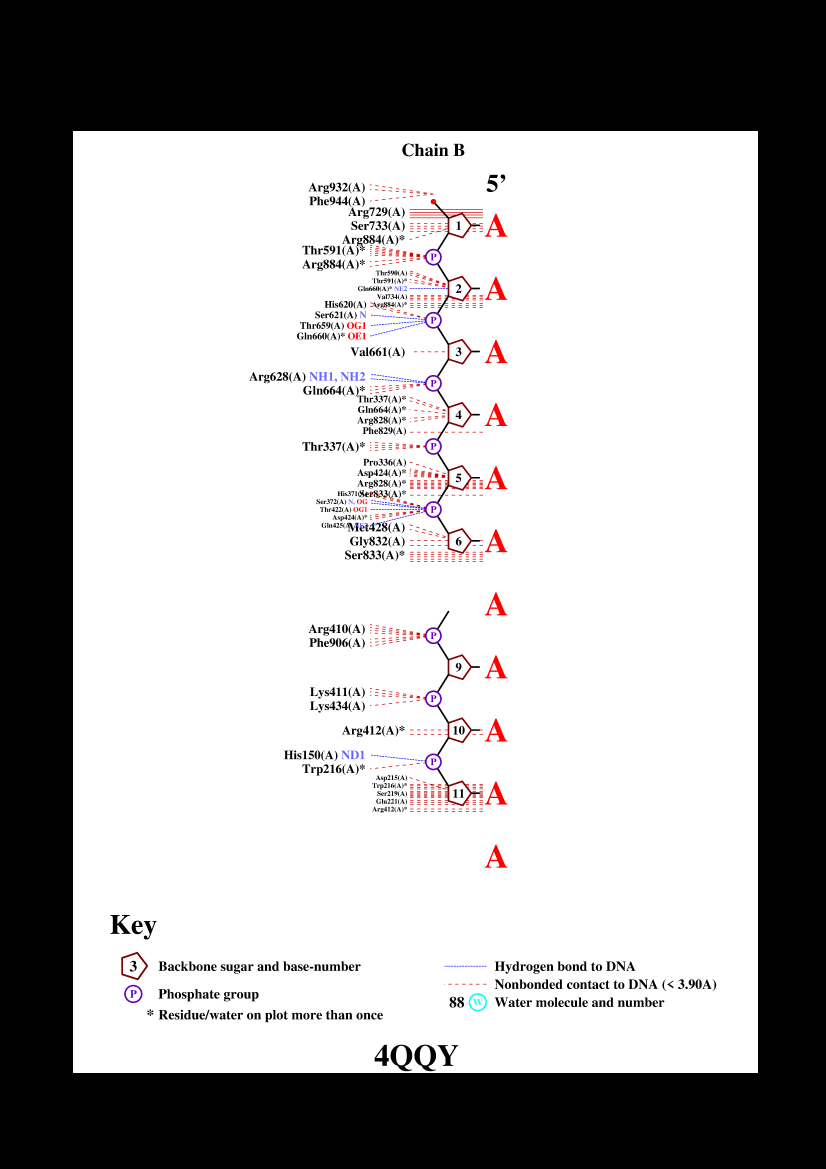 Chain B
5’
Arg932(A)
Phe944(A)
Arg729(A)
Ser733(A)
1 A
Arg884(A)*
Thr591(A)*
P
Arg884(A)*
Thr590(A)
Thr591(A)*
Gln660(A)* NE2
2 A
Val734(A)
Arg884(A)*
His620(A)
Ser621(A) N
P
Thr659(A) OG1
Gln660(A)* OE1
Val661(A)
3 A
Arg628(A) NH1, NH2
P
Gln664(A)*
Thr337(A)*
Gln664(A)*
4 A
Arg828(A)*
Phe829(A)
Thr337(A)*
P
Pro336(A)
Asp424(A)*
5 A
Arg828(A)*
Ser833(A)*
Ser372(A) N, OG
Thr422(A) OG1
P
Asp424(A)*
Met428(A)
Gly832(A)
6 A
Ser833(A)*
A
Arg410(A)
P
Phe906(A)
9 A
Lys411(A)
P
Lys434(A)
Arg412(A)*
10 A
His150(A) ND1
P
Trp216(A)*
Asp215(A)
Trp216(A)*
Ser219(A)
11 A
Glu221(A)
Arg412(A)*
A
Key
3 Backbone sugar and base-number
P Phosphate group
* Residue/water on plot more than once
Hydrogen bond to DNA
Nonbonded contact to DNA (< 3.90A)
88 W Water molecule and number
4QQY